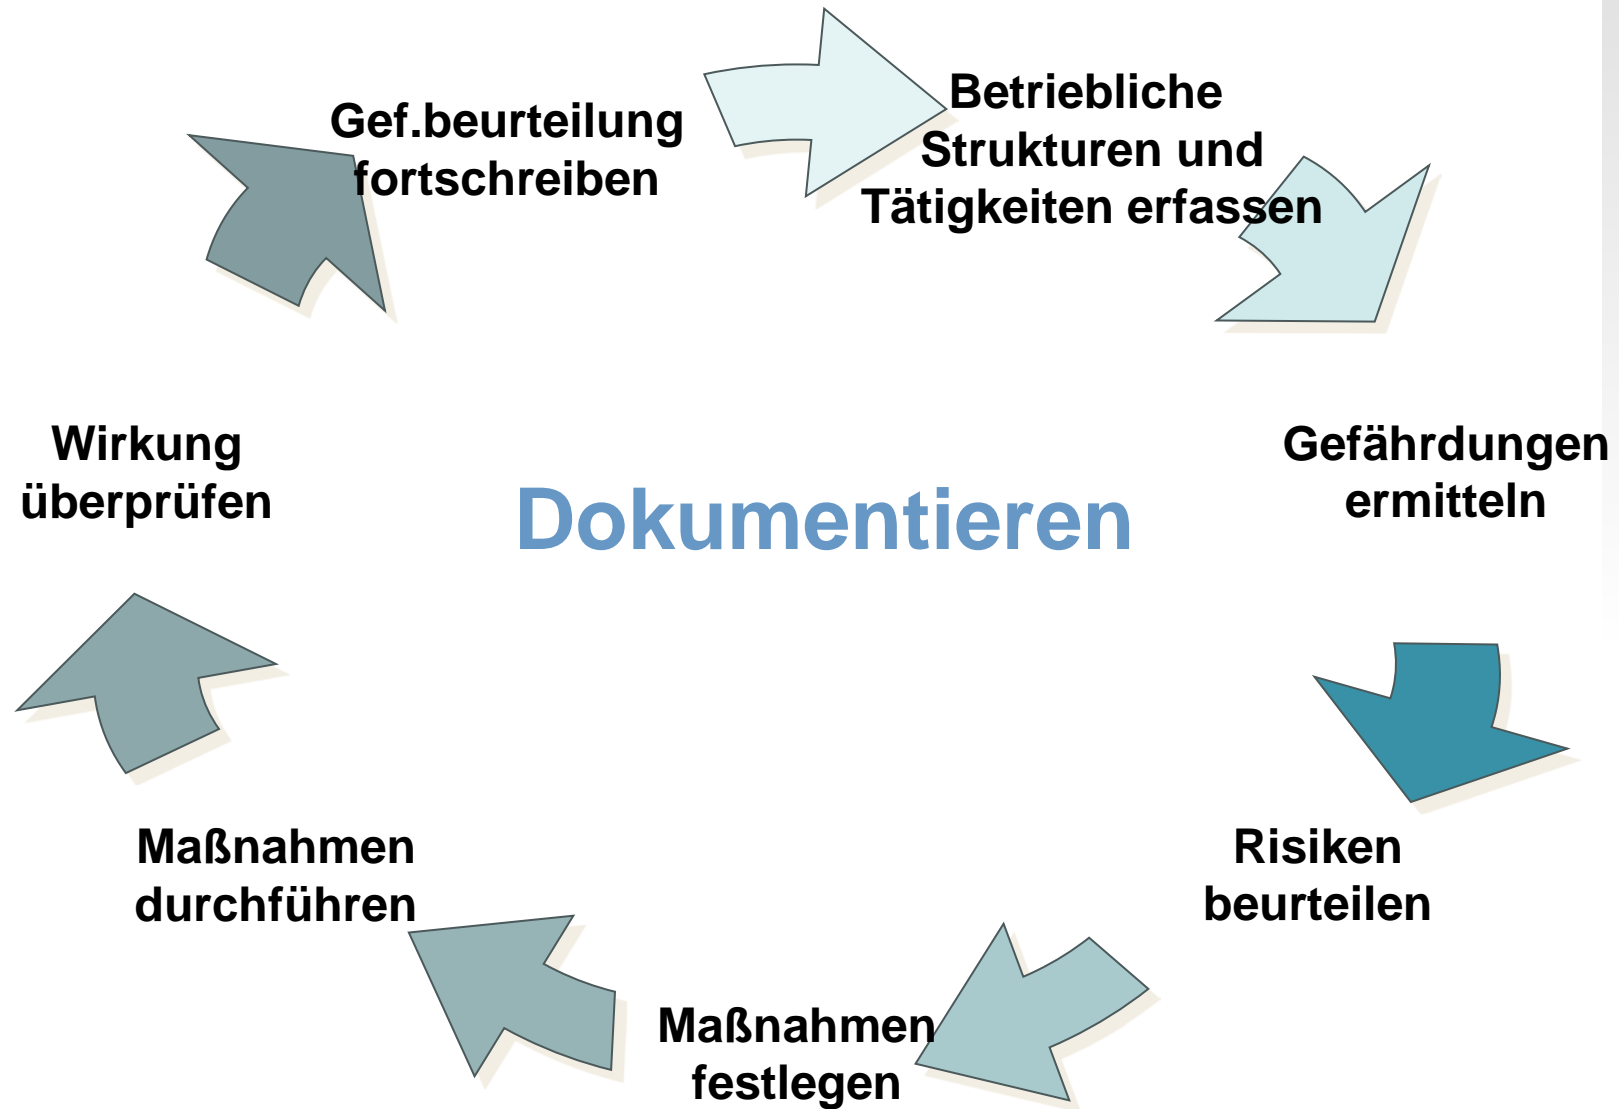 Gef.beurteilung
fortschreiben
Betriebliche
Strukturen und
Tätigkeiten erfassen
Gefährdungen
ermitteln
Risiken
beurteilen
Maßnahmen
festlegen
Maßnahmen
durchführen
Wirkung
überprüfen
Dokumentieren